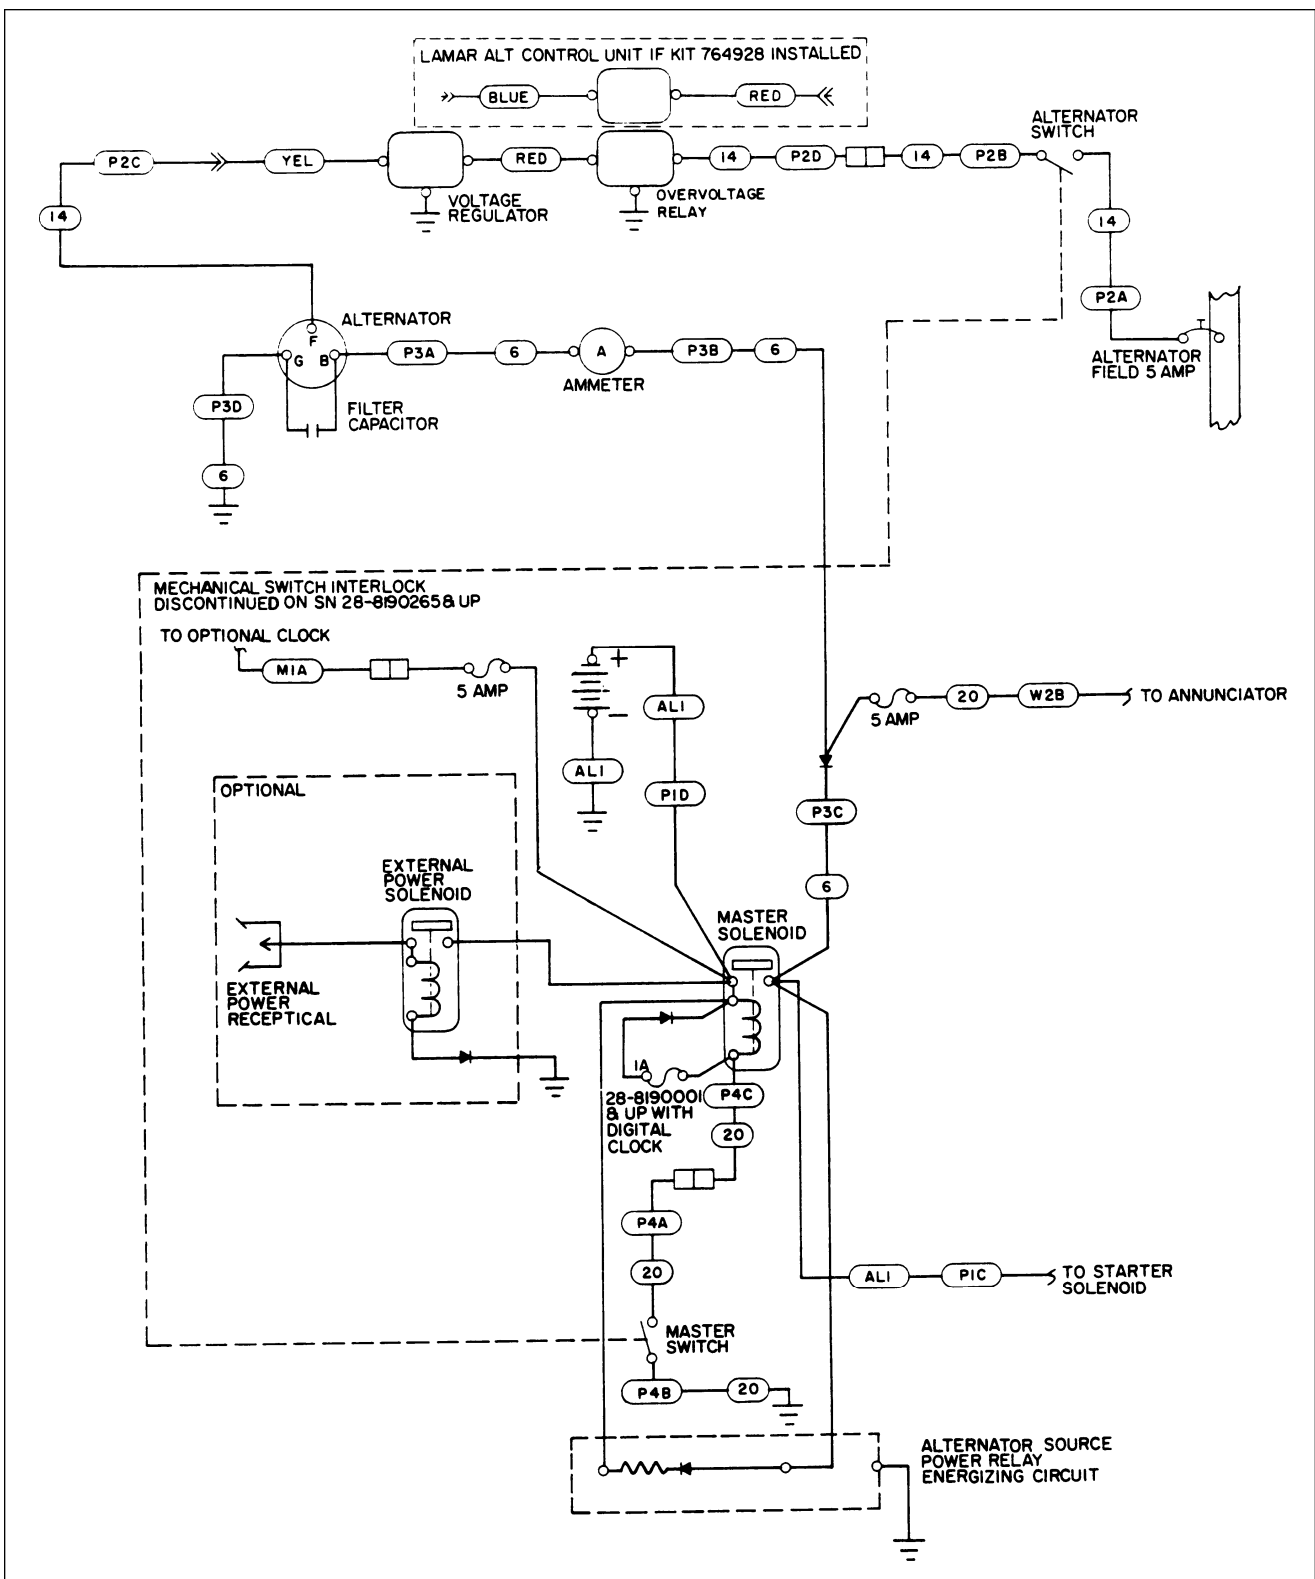 LAMAR ALT CONTROL UNIT IF KIT 764928 INSTALLED
BLUE
RED
ALTERNATOR
SWITCH
P2C
YEL
RED
14
P2D
14
P2B
VOLTAGE
REGULATOR
OVERVOLTAGE
RELAY
14
14
P2A
ALTERNATOR
F
G
B
P3A
6
A
P3B
6
AMMETER
ALTERNATOR
FIELD 5 AMP
P3D
FILTER
CAPACITOR
6
MECHANICAL SWITCH INTERLOCK
DISCONTINUED ON SN 28-8190265 & UP
TO OPTIONAL CLOCK
M1A
5 AMP
+
-
AL1
AL1
P1D
5 AMP
20
W2B
TO ANNUNCIATOR
P3C
6
OPTIONAL
EXTERNAL
POWER
SOLENOID
EXTERNAL
POWER
RECEPTICAL
MASTER
SOLENOID
1A
28-8190001
& UP WITH
DIGITAL
CLOCK
P4C
20
P4A
20
MASTER
SWITCH
P4B
20
AL1
P1C
TO STARTER
SOLENOID
ALTERNATOR SOURCE
POWER RELAY
ENERGIZING CIRCUIT